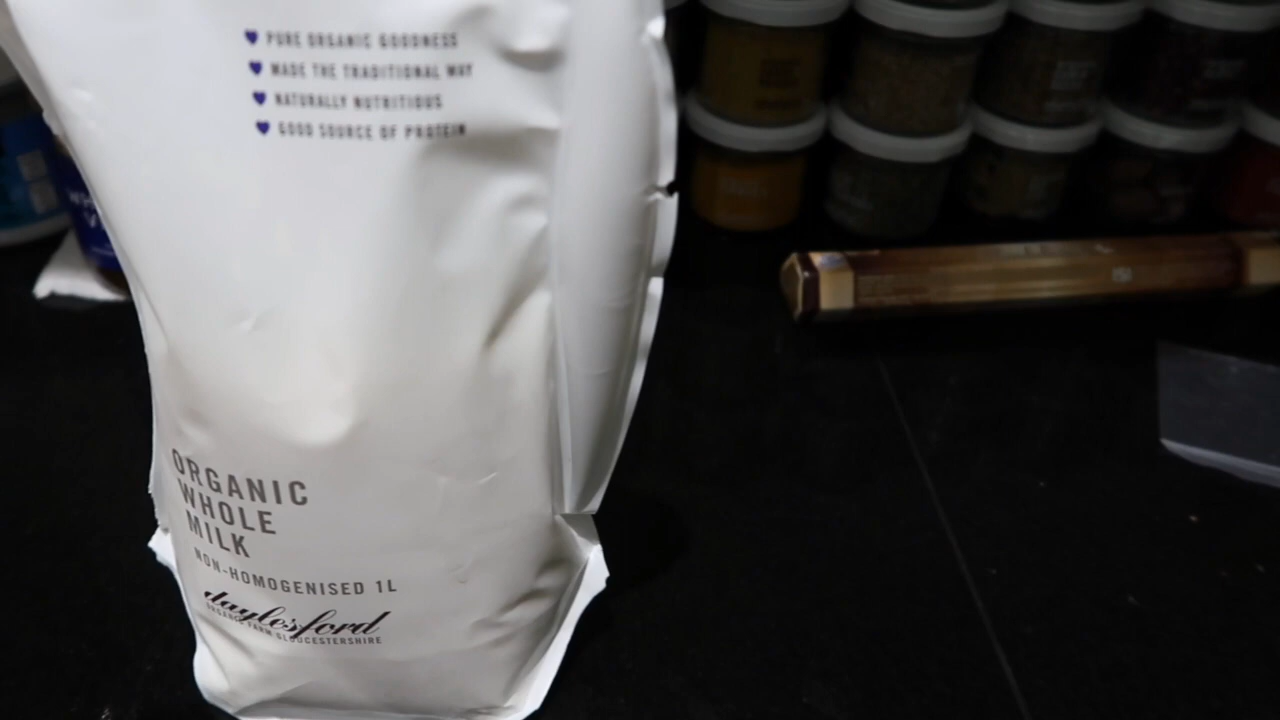 PURE ORGANIC GOODNESS
MADE THE TRADITIONAL WAY
NATURALLY NUTRITIOUS
GOOD SOURCE OF PROTEIN
ORGANIC
WHOLE
MILK
NON-HOMOGENISED 1L
daylesford
ORGANIC FARM GLOUCESTERSHIRE